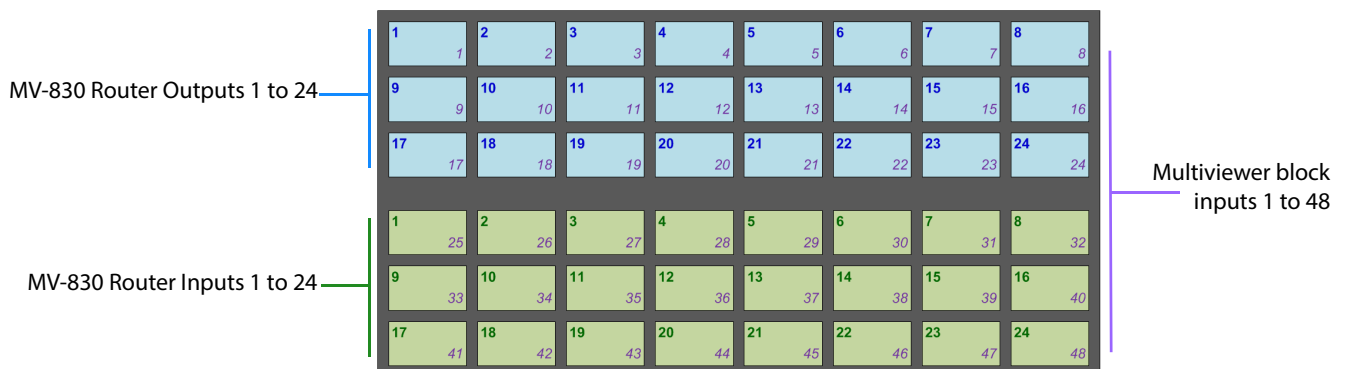 MV-830 Router Outputs 1 to 24
1 2 3 4 5 6 7 8
1 2 3 4 5 6 7 8
9 10 11 12 13 14 15 16
9 10 11 12 13 14 15 16
17 18 19 20 21 22 23 24
17 18 19 20 21 22 23 24
Multiviewer block
inputs 1 to 48
MV-830 Router Inputs 1 to 24
1 2 3 4 5 6 7 8
25 26 27 28 29 30 31 32
9 10 11 12 13 14 15 16
33 34 35 36 37 38 39 40
17 18 19 20 21 22 23 24
41 42 43 44 45 46 47 48